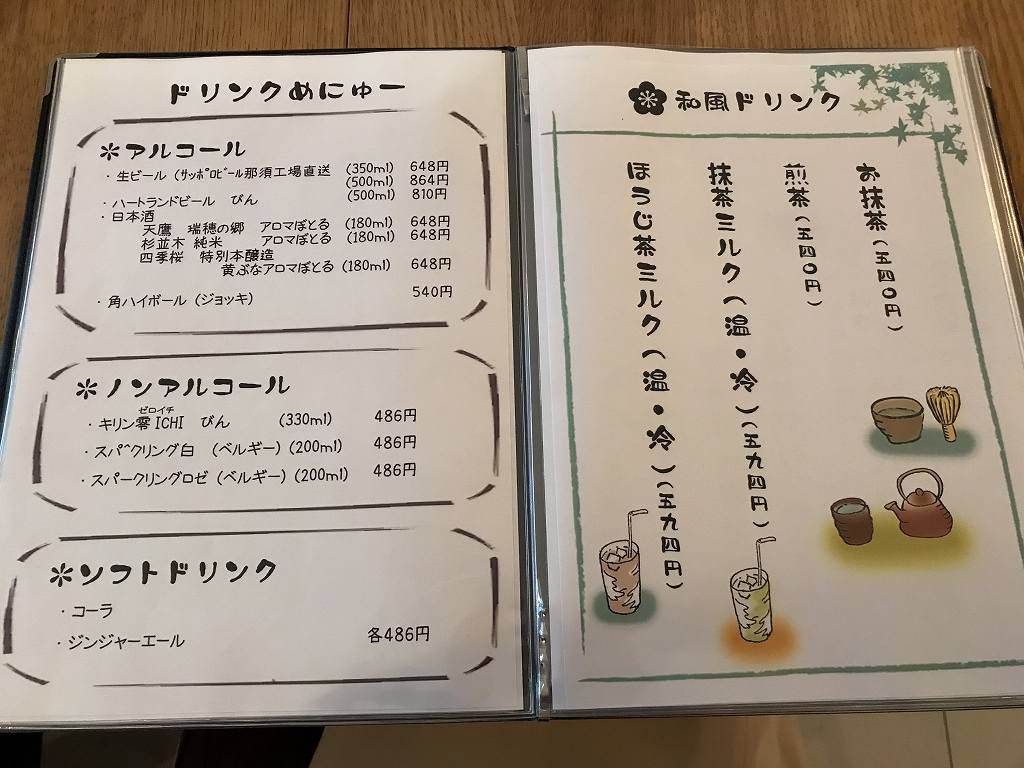 ドリンクめにゅー
*アルコール
・生ビール (サッポロビール那須工場直送 (350ml) 648円
(500ml) 864円
・ハートランドビール びん (500ml) 810円
・日本酒
天鷹 瑞穂の郷 アロマぼとる (180ml) 648円
杉並木 純米 アロマぼとる (180ml) 648円
四季桜 特別本醸造
黄ぶなアロマぼとる (180ml) 648円
・角ハイボール (ジョッキ) 540円
*ノンアルコール
ゼロイチ
・キリン零ICHI びん (330ml) 486円
・スパークリング白 (ベルギー) (200ml) 486円
・スパークリングロゼ (ベルギー) (200ml) 486円
*ソフトドリンク
・コーラ
・ジンジャーエール 各486円
和風ドリンク
お抹茶(五四〇円)
煎茶(五四〇円)
抹茶ミルク(温・冷)(五九四円)
ほうじ茶ミルク(温・冷)(五九四円)